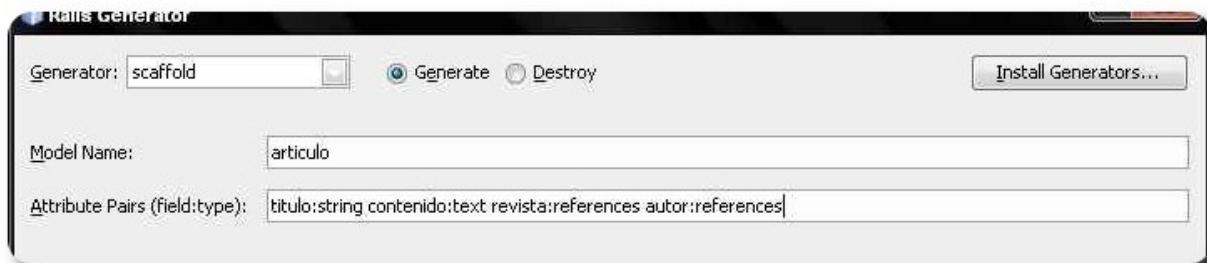 Rails Generator
Generator: scaffold Generate Destroy Install Generators...
Model Name: articulo
Attribute Pairs (field:type): titulo:string contenido:text revista:references autor:references